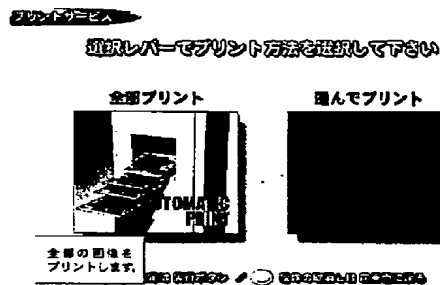 プリントサービス
選択レバーでプリント方法を選択して下さい
全部プリント
選んでプリント
AUTOMATIC
PRINT
全部の画像を
プリントします。